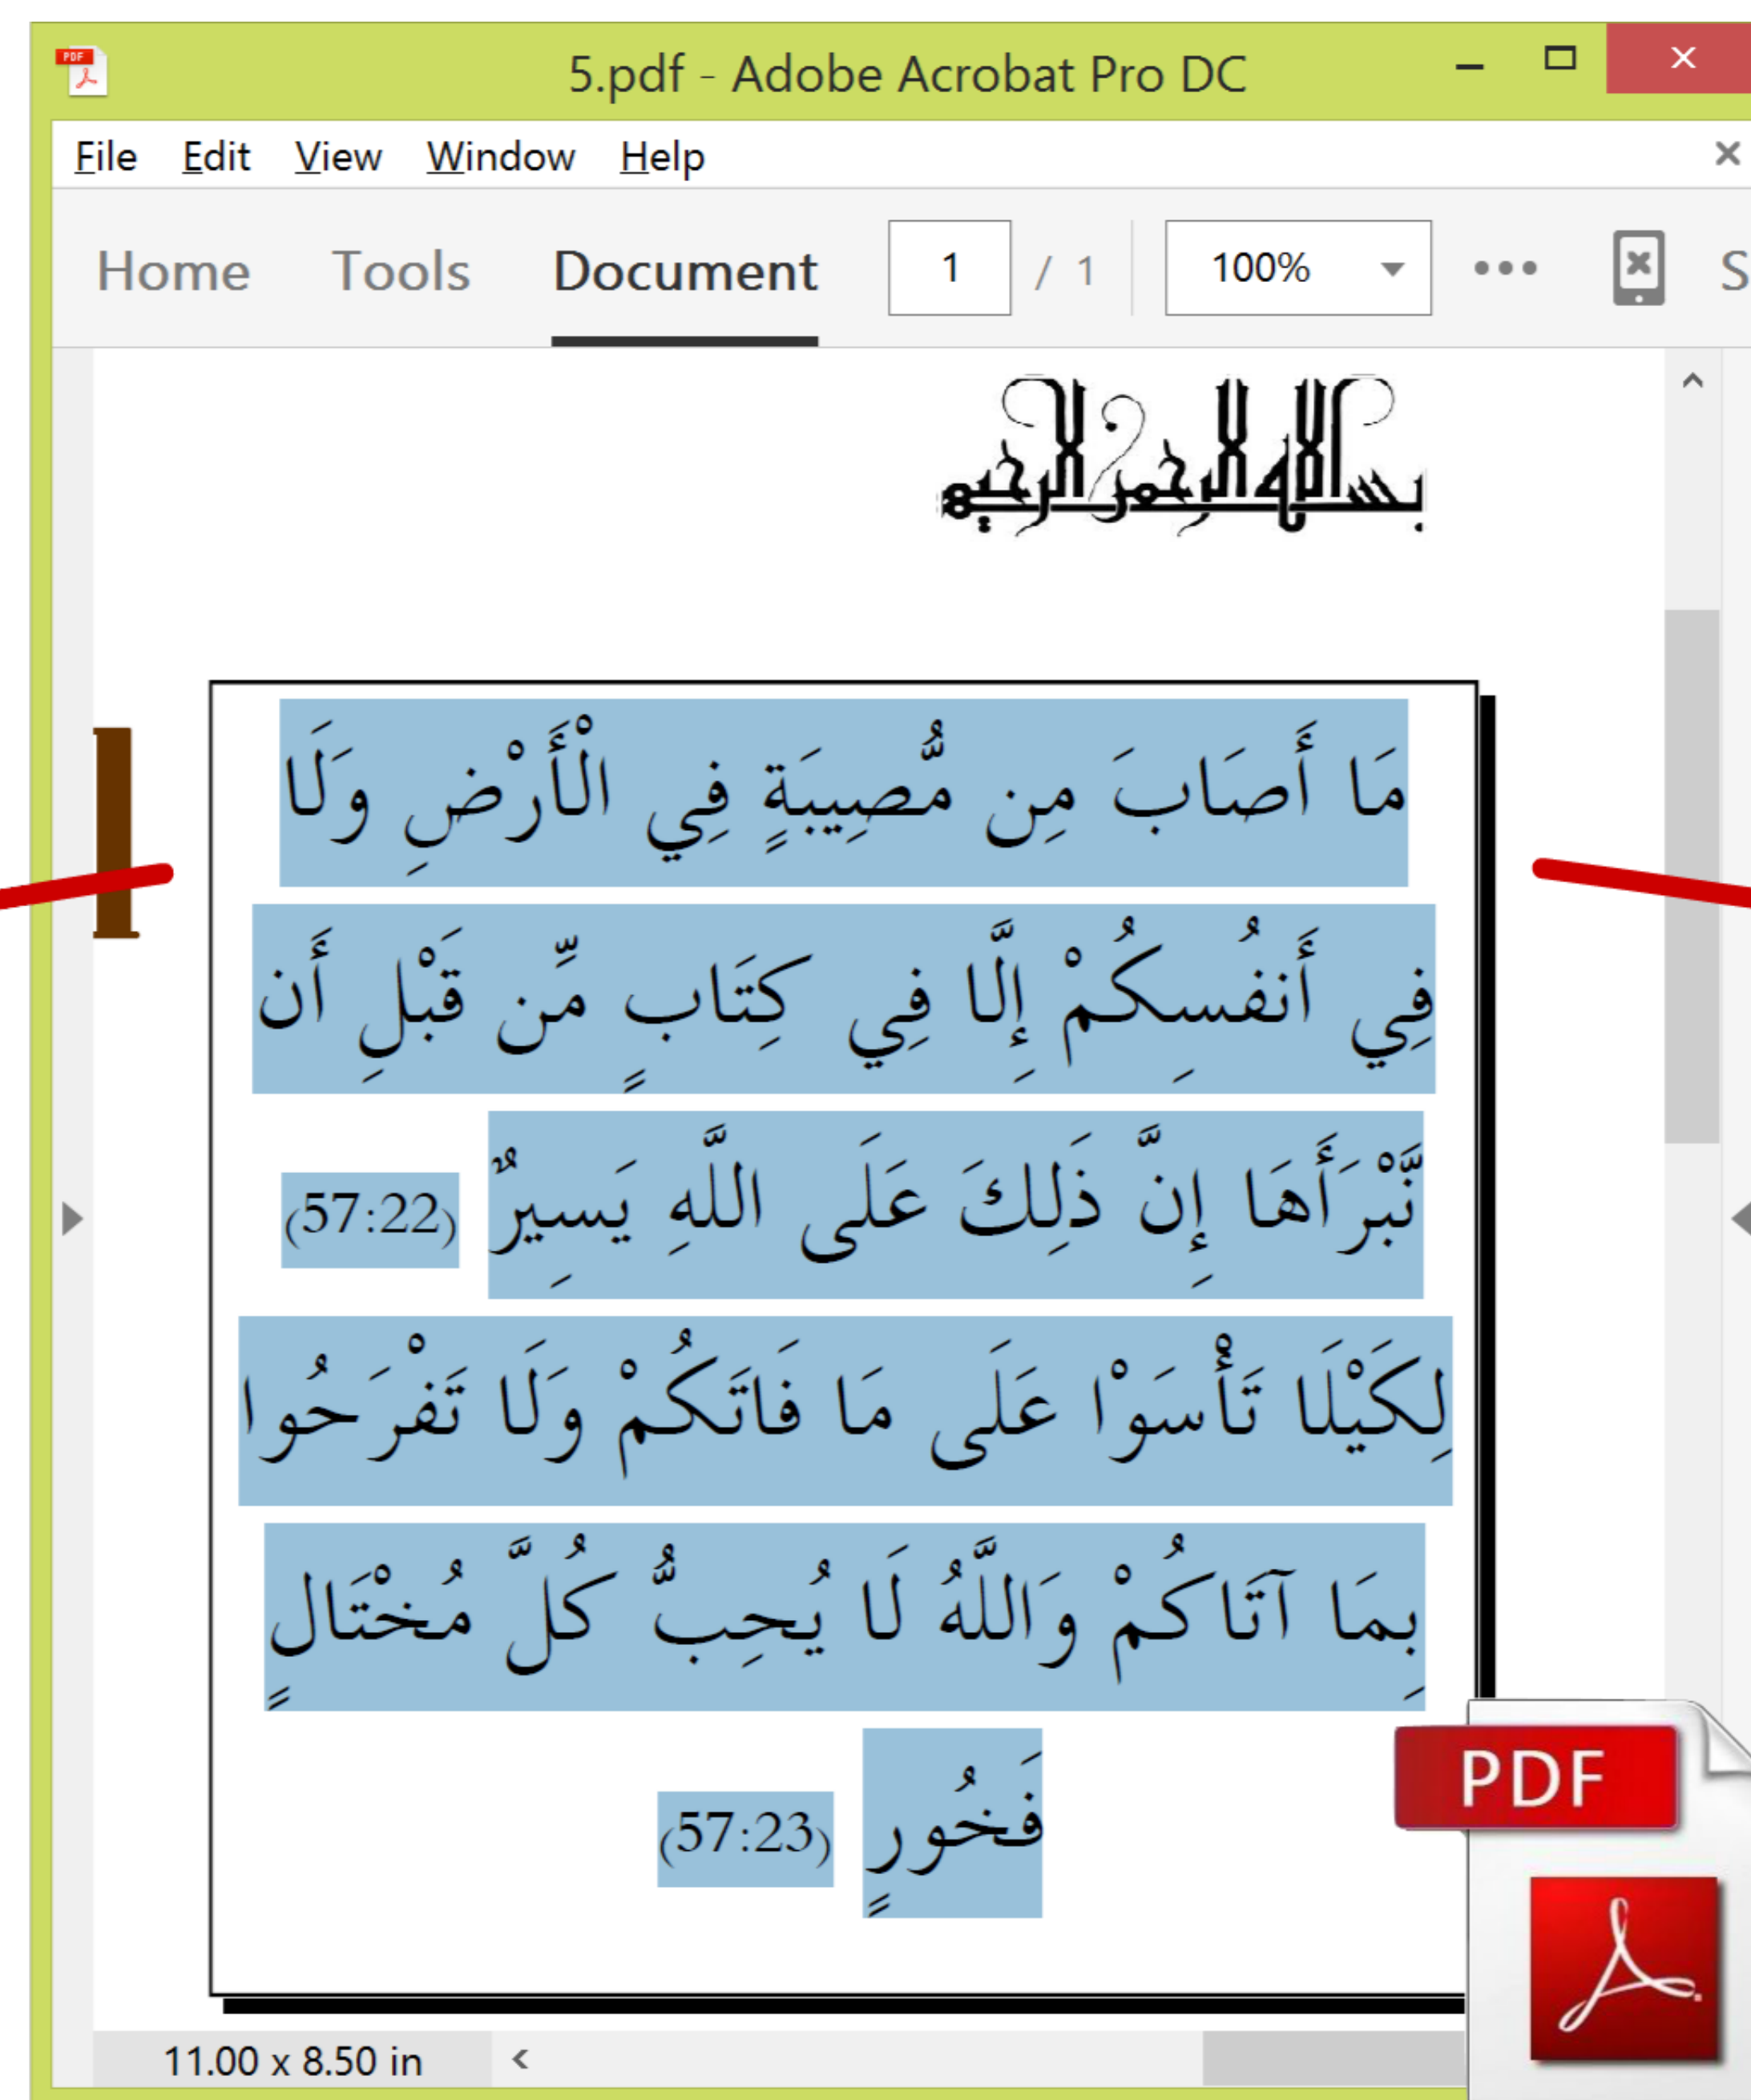 5.pdf - Adobe Acrobat Pro DC
File Edit View Window Help
Home Tools Document 1 / 1 100%
بسم الله الرحمن الرحيم
مَا أَصَابَ مِن مُّصِيبَةٍ فِي الْأَرْضِ وَلَا
فِي أَنفُسِكُمْ إِلَّا فِي كِتَابٍ مِّن قَبْلِ أَن
نَّبْرَأَهَا إِنَّ ذَلِكَ عَلَى اللَّهِ يَسِيرٌ (57:22)
لِكَيْلَا تَأْسَوْا عَلَى مَا فَاتَكُمْ وَلَا تَفْرَحُوا
بِمَا آتَاكُمْ وَاللَّهُ لَا يُحِبُّ كُلَّ مُخْتَالٍ
فَخُورٍ (57:23)
PDF
11.00 x 8.50 in